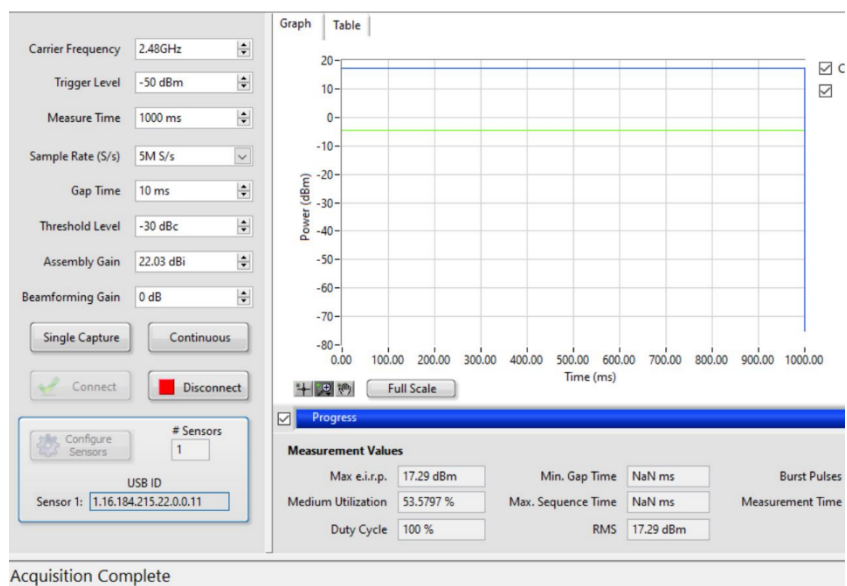 Carrier Frequency 2.48GHz
Trigger Level -50 dBm
Measure Time 1000 ms
Sample Rate (S/s) 5M S/s
Gap Time 10 ms
Threshold Level -30 dBc
Assembly Gain 22.03 dBi
Beamforming Gain 0 dB
Single Capture Continuous
Connect Disconnect
Configure
Sensors
# Sensors
1
USB ID
Sensor 1: 1.16.184.215.22.0.0.11
Graph Table
20
10
0
-10
-20
-30
-40
-50
-60
-70
-80
Power (dBm)
0.00 100.00 200.00 300.00 400.00 500.00 600.00 700.00 800.00 900.00 1000.00
Time (ms)
C
Full Scale
Progress
Measurement Values
Max e.i.r.p. 17.29 dBm Min. Gap Time NaN ms Burst Pulses
Medium Utilization 53.5797 % Max. Sequence Time NaN ms Measurement Time
Duty Cycle 100 % RMS 17.29 dBm
Acquisition Complete